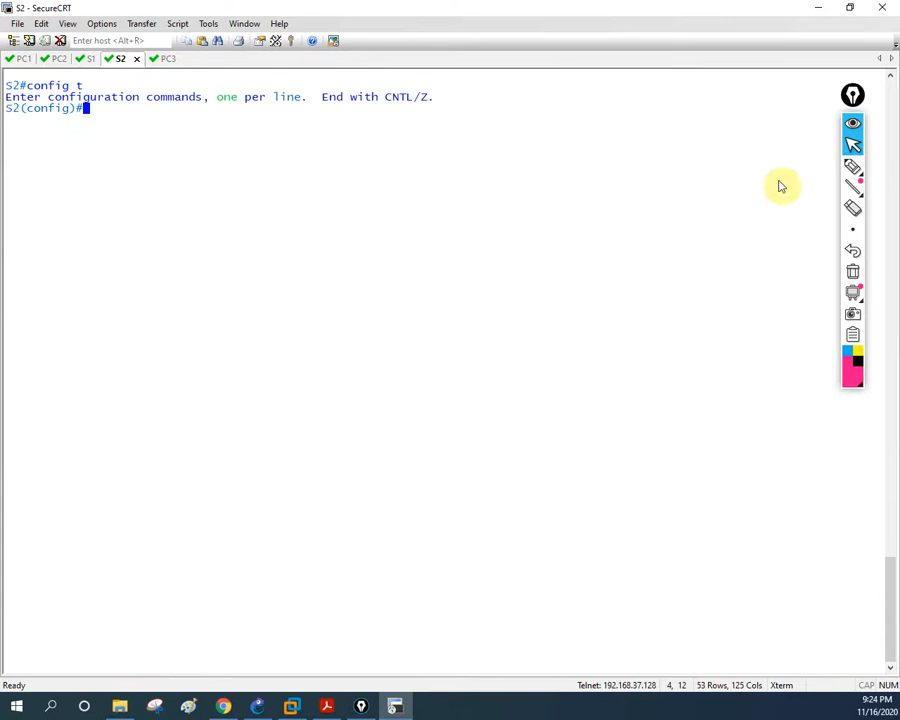 S2 - SecureCRT
File Edit View Options Transfer Script Tools Window Help
Enter host <Alt+R>
PC1 PC2 S1 S2 PC3
S2#config t
Enter configuration commands, one per line.  End with CNTL/Z.
S2(config)#
Ready Telnet: 192.168.37.128 4, 12 53 Rows, 125 Cols Xterm CAP NUM
9:24 PM
11/16/2020